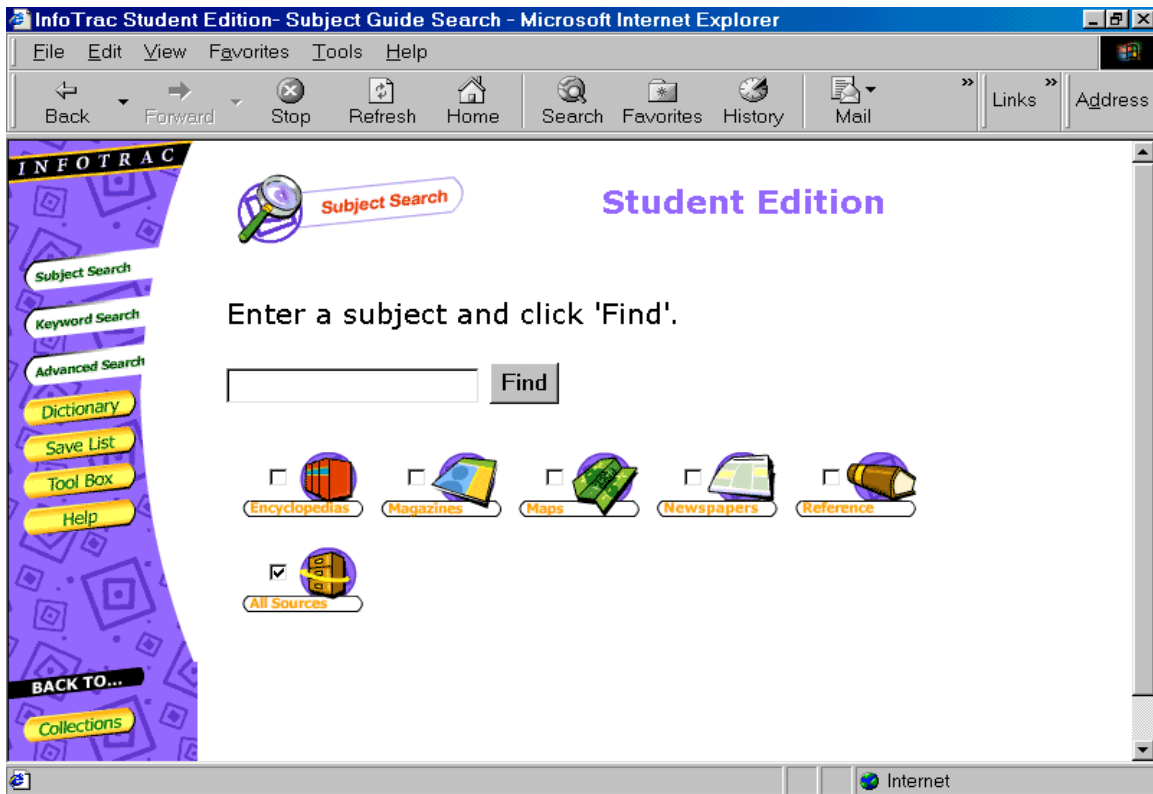 InfoTrac Student Edition- Subject Guide Search - Microsoft Internet Explorer
File Edit View Favorites Tools Help
Back Forward Stop Refresh Home Search Favorites History Mail » Links » Address
INFOTRAC
Subject Search
Student Edition
Subject Search
Keyword Search
Advanced Search
Dictionary
Save List
Tool Box
Help
BACK TO...
Collections
Enter a subject and click 'Find'.
Find
Encyclopedias Magazines Maps Newspapers Reference
All Sources
Internet